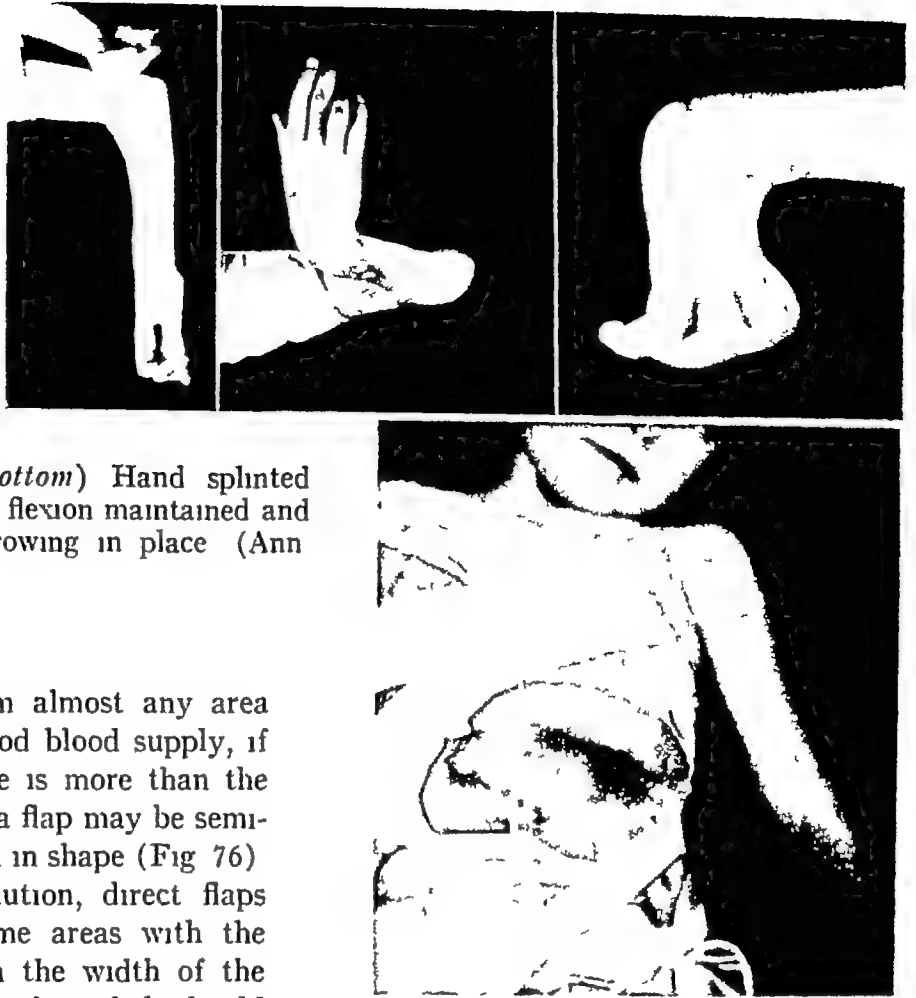 ottom) Hand splinted
flexion maintained and
rowing in place (Ann
almost any area
od blood supply, if
e is more than the
a flap may be semi-
in shape (Fig 76)
lution, direct flaps
me areas with the
the width of the